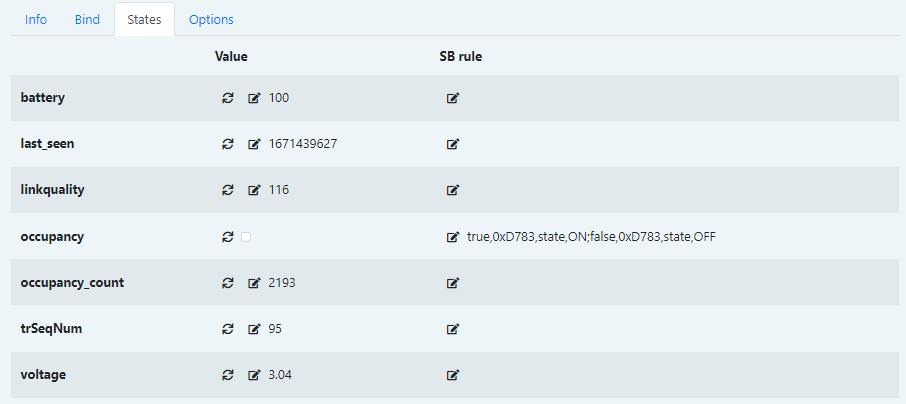 Info Bind States Options
Value SB rule
battery 100
last_seen 1671439627
linkquality 116
occupancy true,0xD783,state,ON;false,0xD783,state,OFF
occupancy_count 2193
trSeqNum 95
voltage 3.04